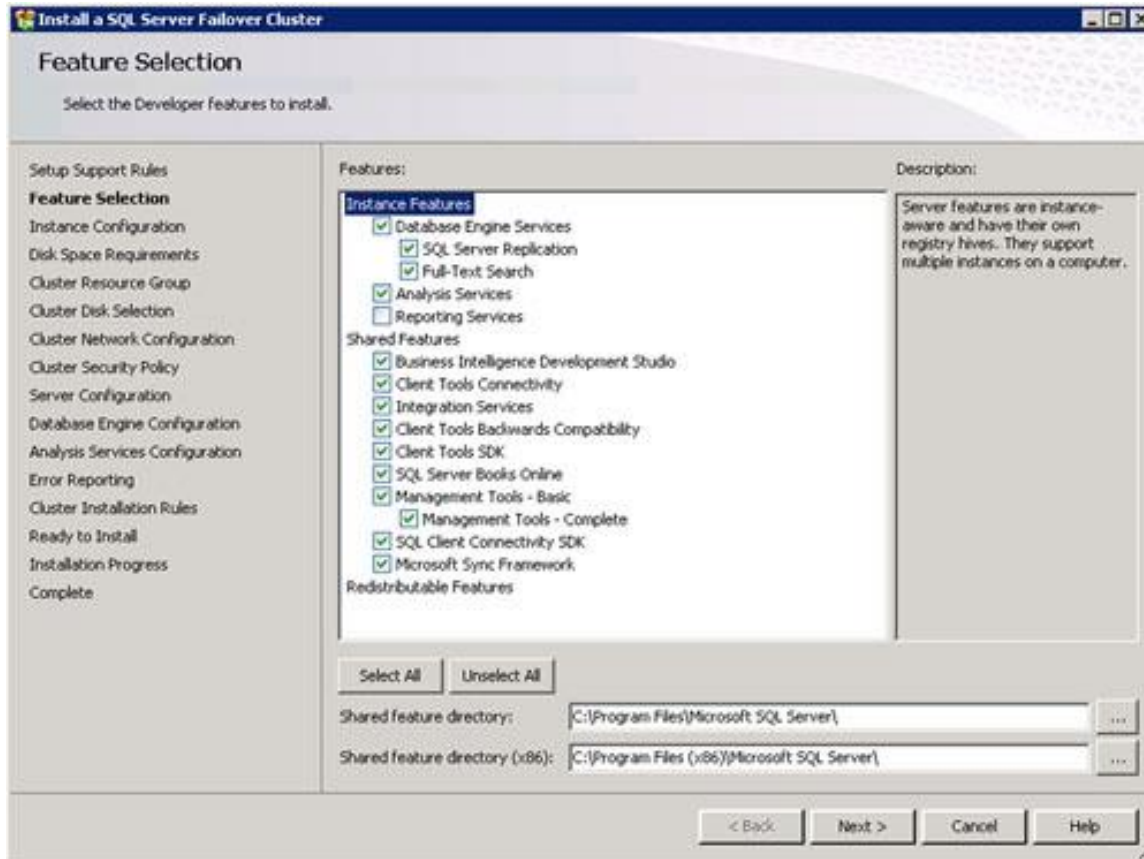 Install a SQL Server Failover Cluster
Feature Selection
Select the Developer features to install.
Setup Support Rules
Feature Selection
Instance Configuration
Disk Space Requirements
Cluster Resource Group
Cluster Disk Selection
Cluster Network Configuration
Cluster Security Policy
Server Configuration
Database Engine Configuration
Analysis Services Configuration
Error Reporting
Cluster Installation Rules
Ready to Install
Installation Progress
Complete
Features:
Instance Features
Database Engine Services
SQL Server Replication
Full-Text Search
Analysis Services
Reporting Services
Shared Features
Business Intelligence Development Studio
Client Tools Connectivity
Integration Services
Client Tools Backwards Compatibility
Client Tools SDK
SQL Server Books Online
Management Tools - Basic
Management Tools - Complete
SQL Client Connectivity SDK
Microsoft Sync Framework
Redistributable Features
Description:
Server features are instance-
aware and have their own
registry hives. They support
multiple instances on a computer.
Select All
Unselect All
Shared feature directory:
C:\Program Files\Microsoft SQL Server\
...
Shared feature directory (x86):
C:\Program Files (x86)\Microsoft SQL Server\
...
< Back
Next >
Cancel
Help